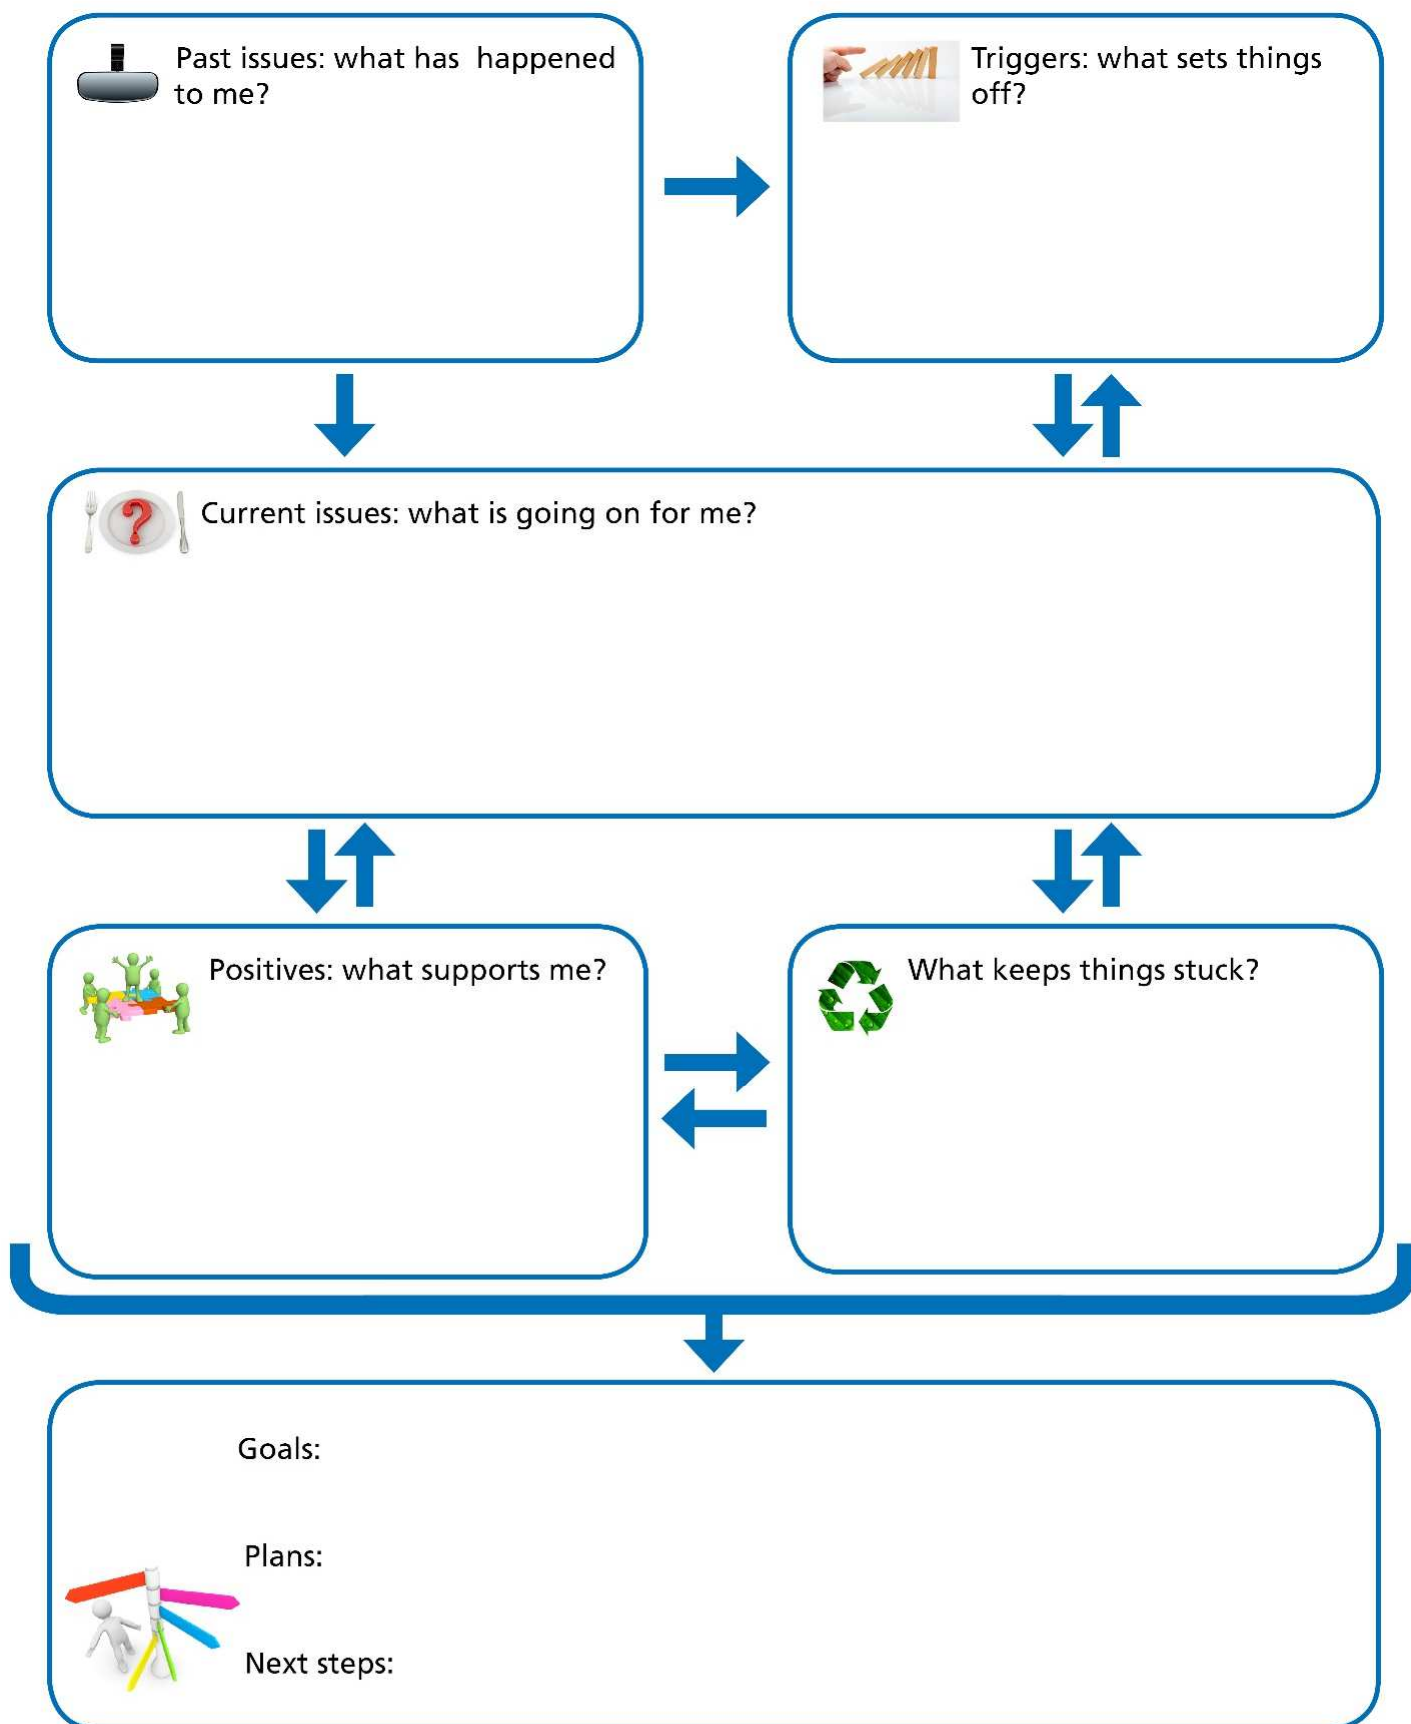 Past issues: what has  happened
to me?
Triggers: what sets things
off?
Current issues: what is going on for me?
Positives: what supports me?
What keeps things stuck?
Goals:
Plans:
Next steps: